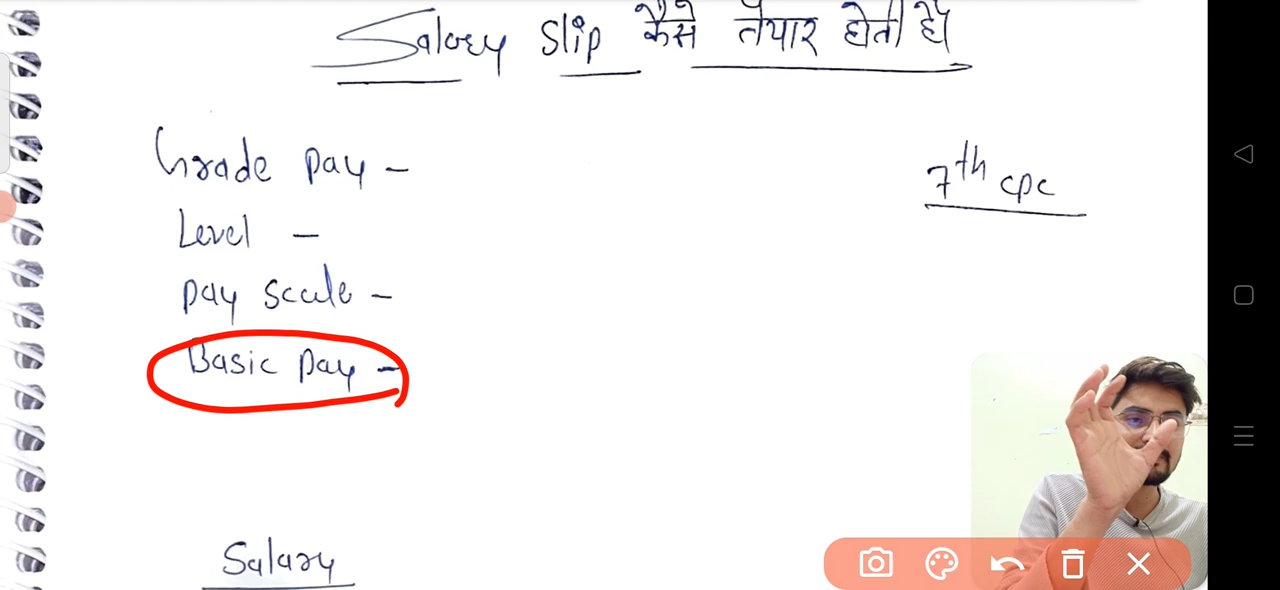 Salary Slip कैसे तैयार होती है।
Grade Pay -
7th CPC
Level -
Pay scale -
Basic Pay -
Salary